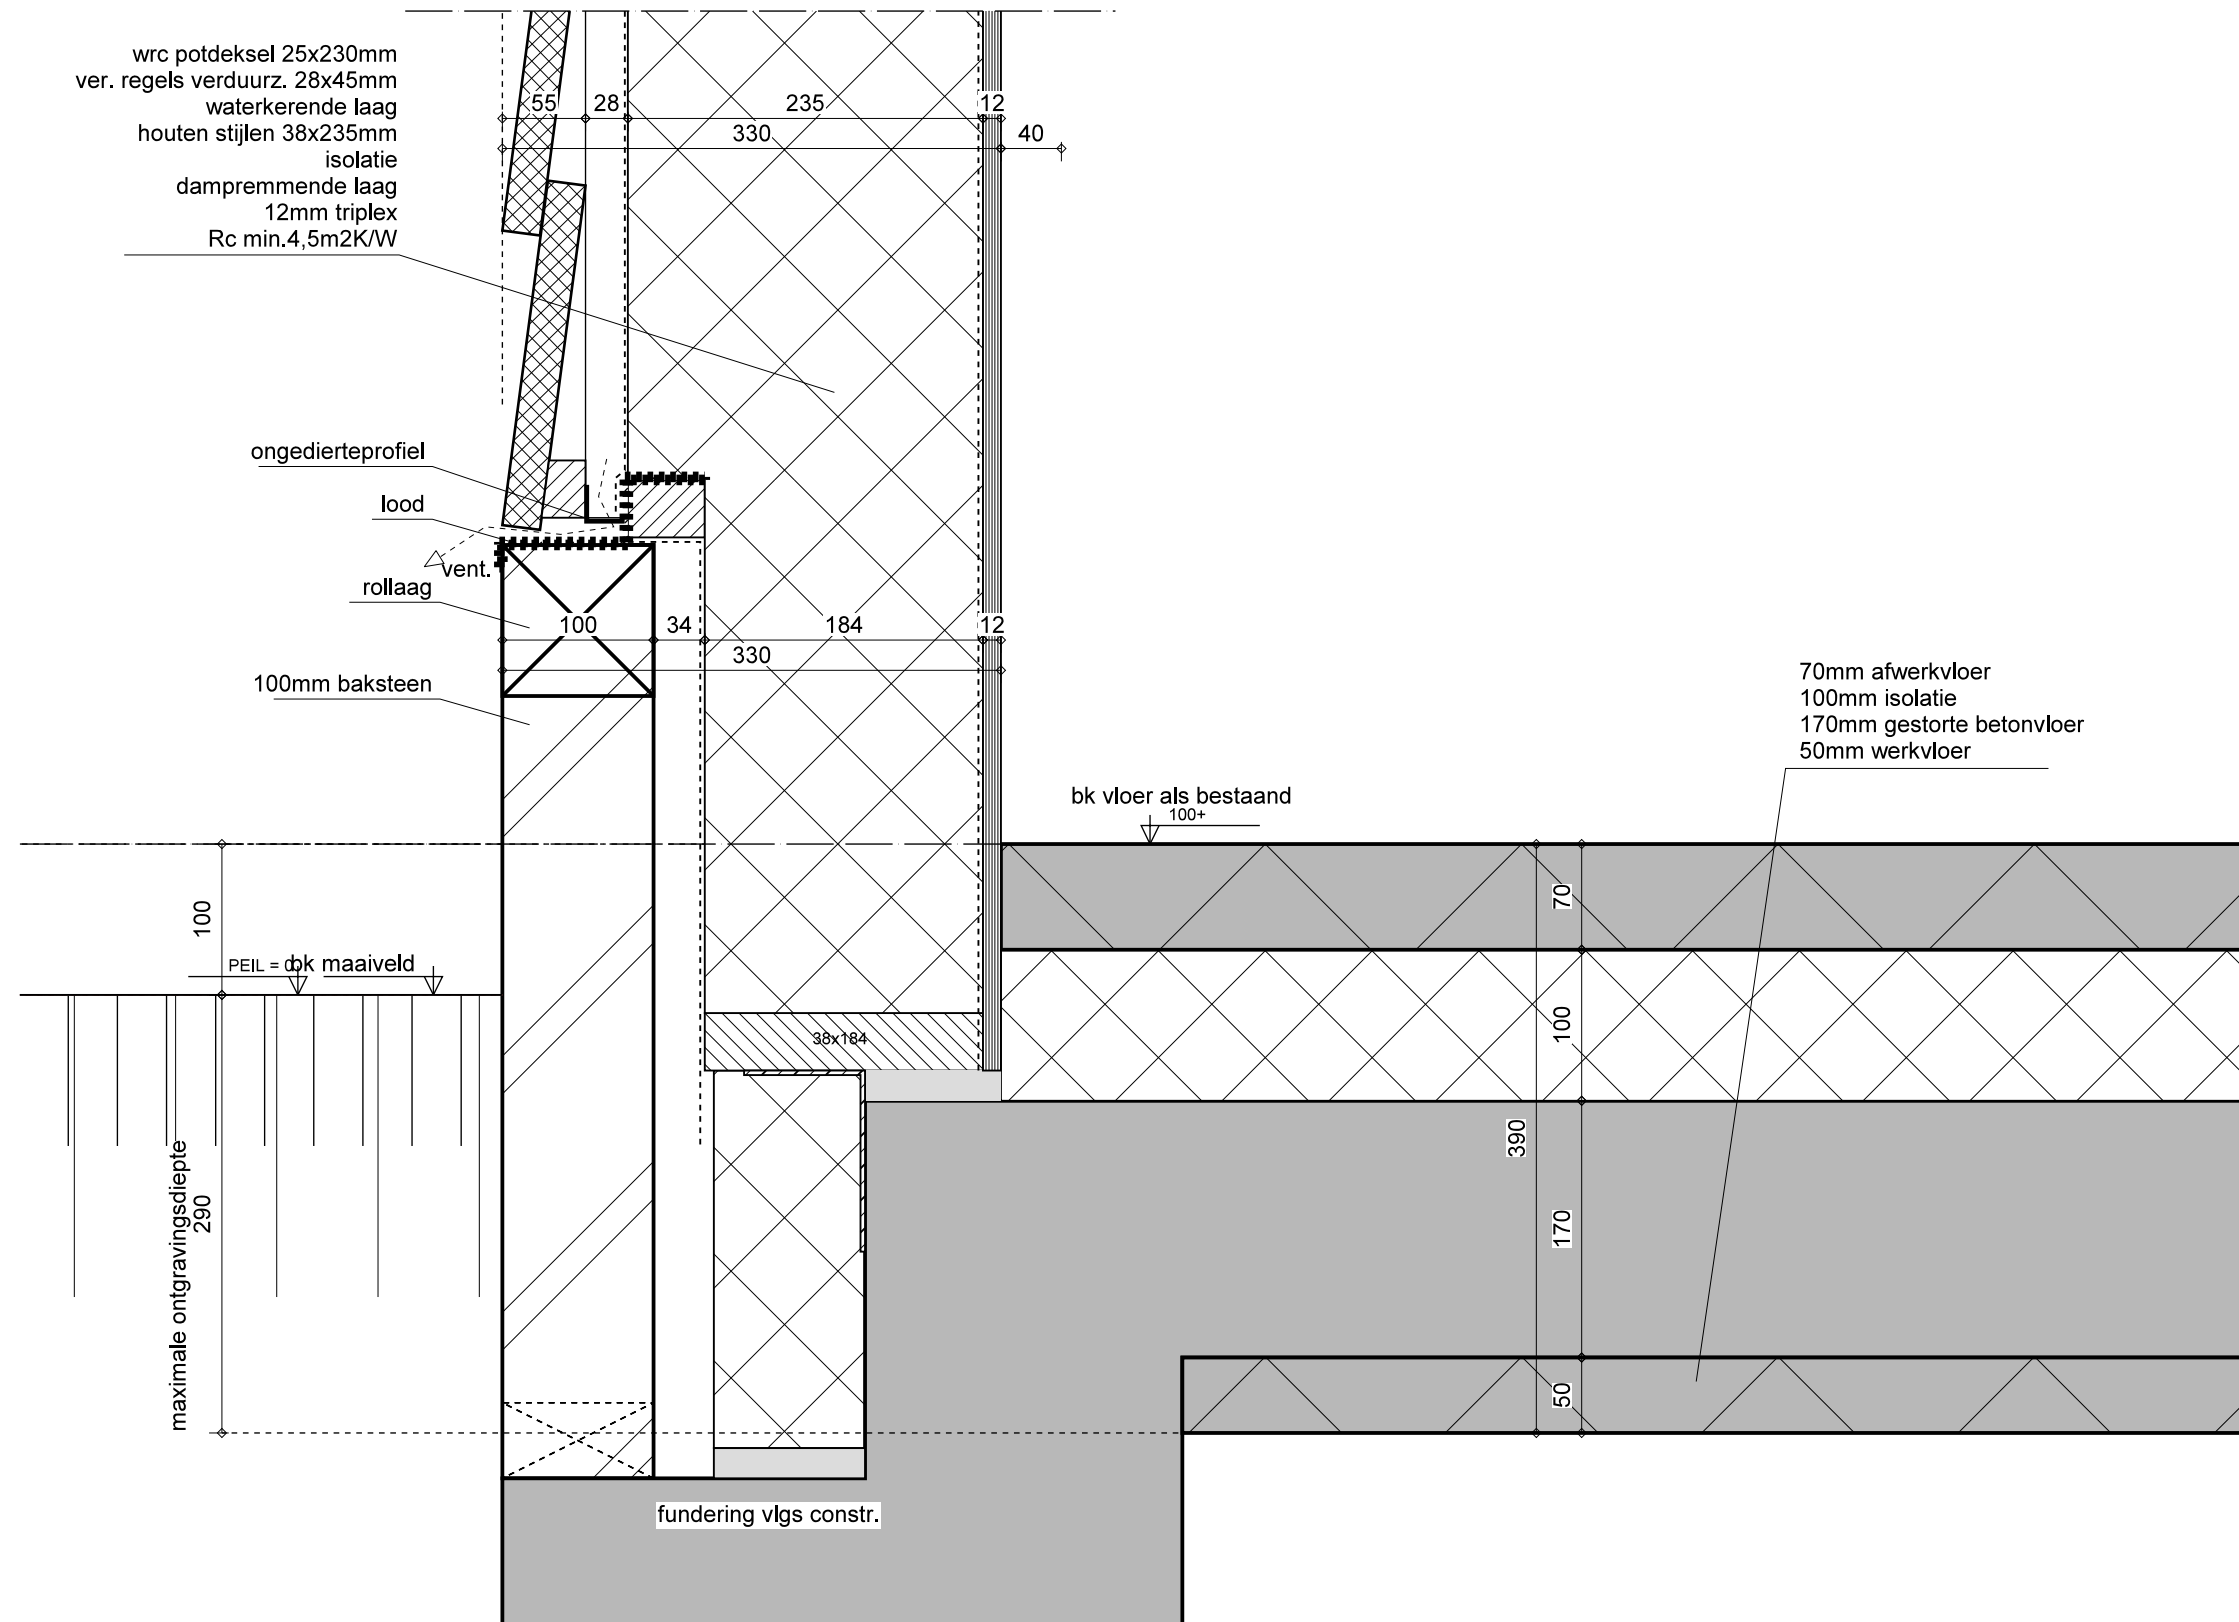 wrc potdeksel 25x230mm
ver. regels verduurz. 28x45mm
waterkerende laag
houten stijlen 38x235mm
isolatie
dampremmende laag
12mm triplex
Rc min.4,5m2K/W
55
28
235
12
330
40
ongedierteprofiel
lood
vent.
rollaag
100
34
184
12
330
100mm baksteen
70mm afwerkvloer
100mm isolatie
170mm gestorte betonvloer
50mm werkvloer
bk vloer als bestaand
100+
100
70
PEIL = 0
bk maaiveld
100
38x184
390
maximale ontgravingsdiepte
290
170
50
fundering vlgs constr.